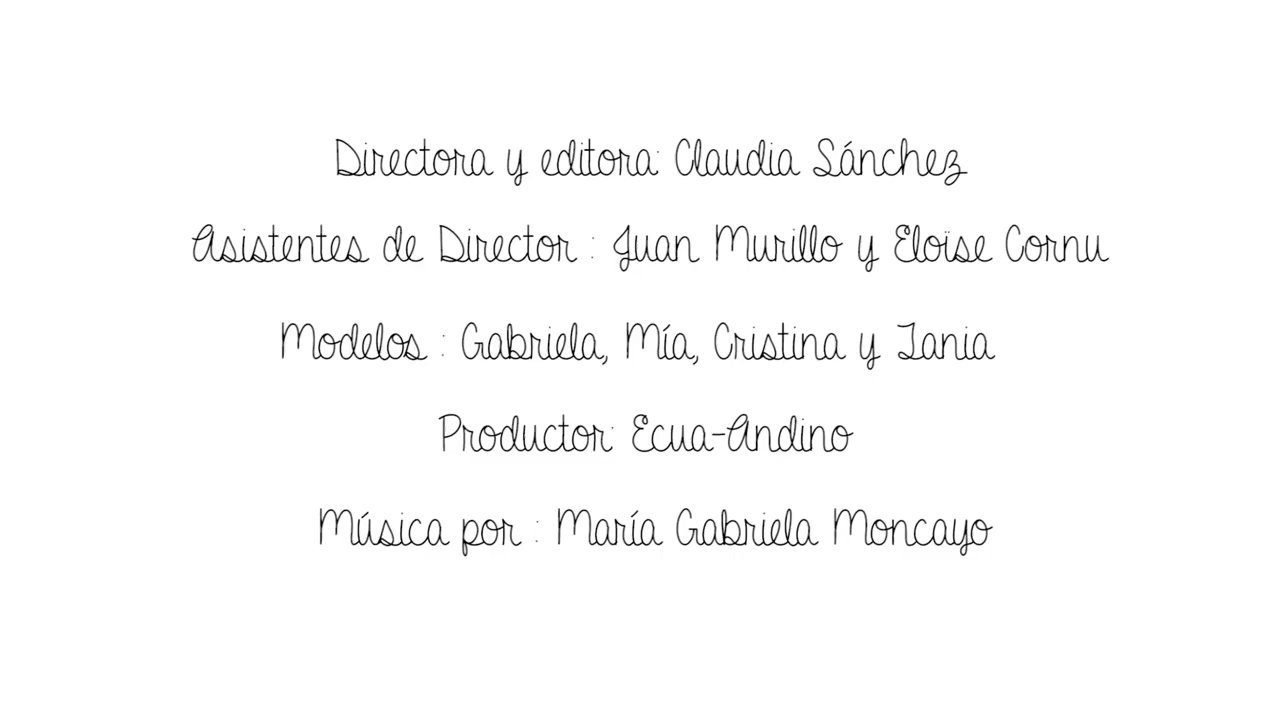 Directora y editora: Claudia Sánchez
Asistentes de Director : Juan Murillo y Eloïse Cornu
Modelos : Gabriela, Mía, Cristina y Tania
Productor: Ecua-Andino
Música por : María Gabriela Moncayo